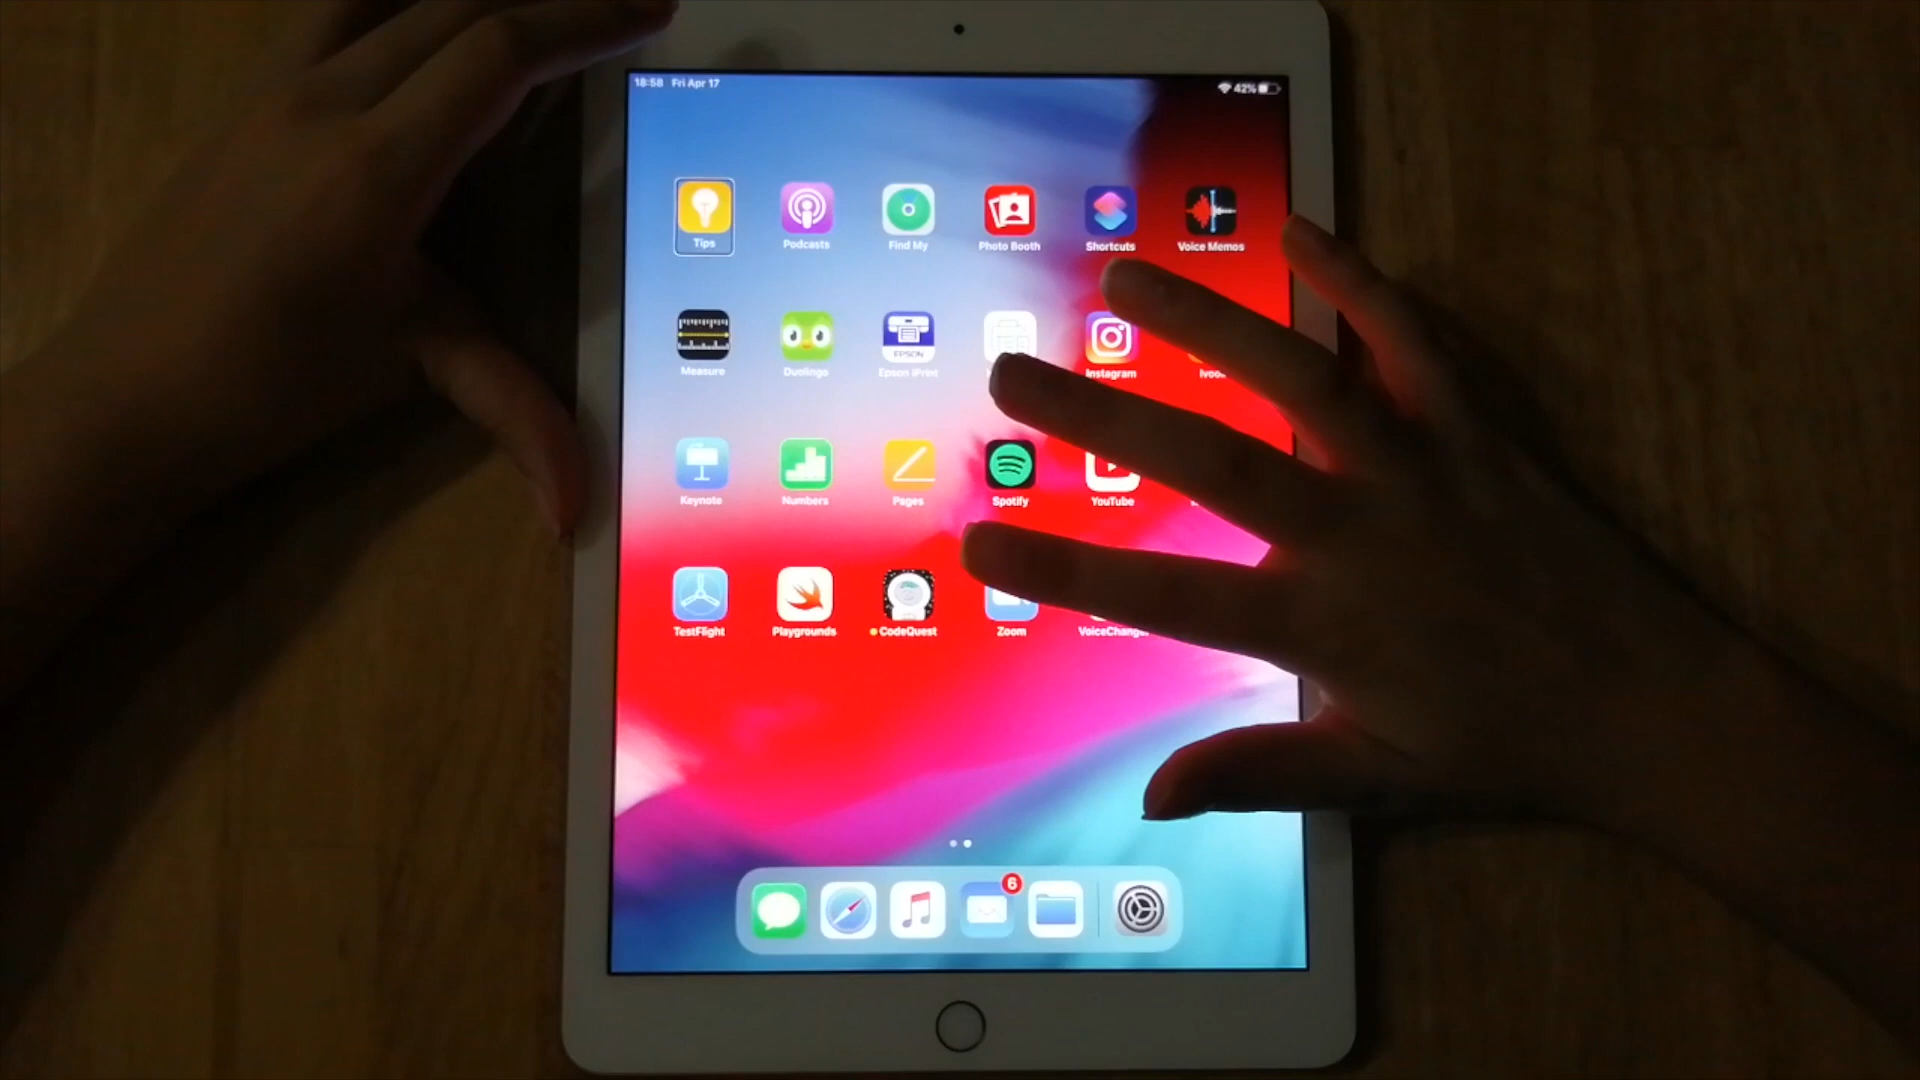 18:58 Fri Apr 17
42%
Tips Podcasts Find My Photo Booth Shortcuts Voice Memos
EPSON
Measure Duolingo Epson iPrint Instagram
Keynote Numbers Pages Spotify YouTube
TestFlight Playgrounds CodeQuest Zoom
6